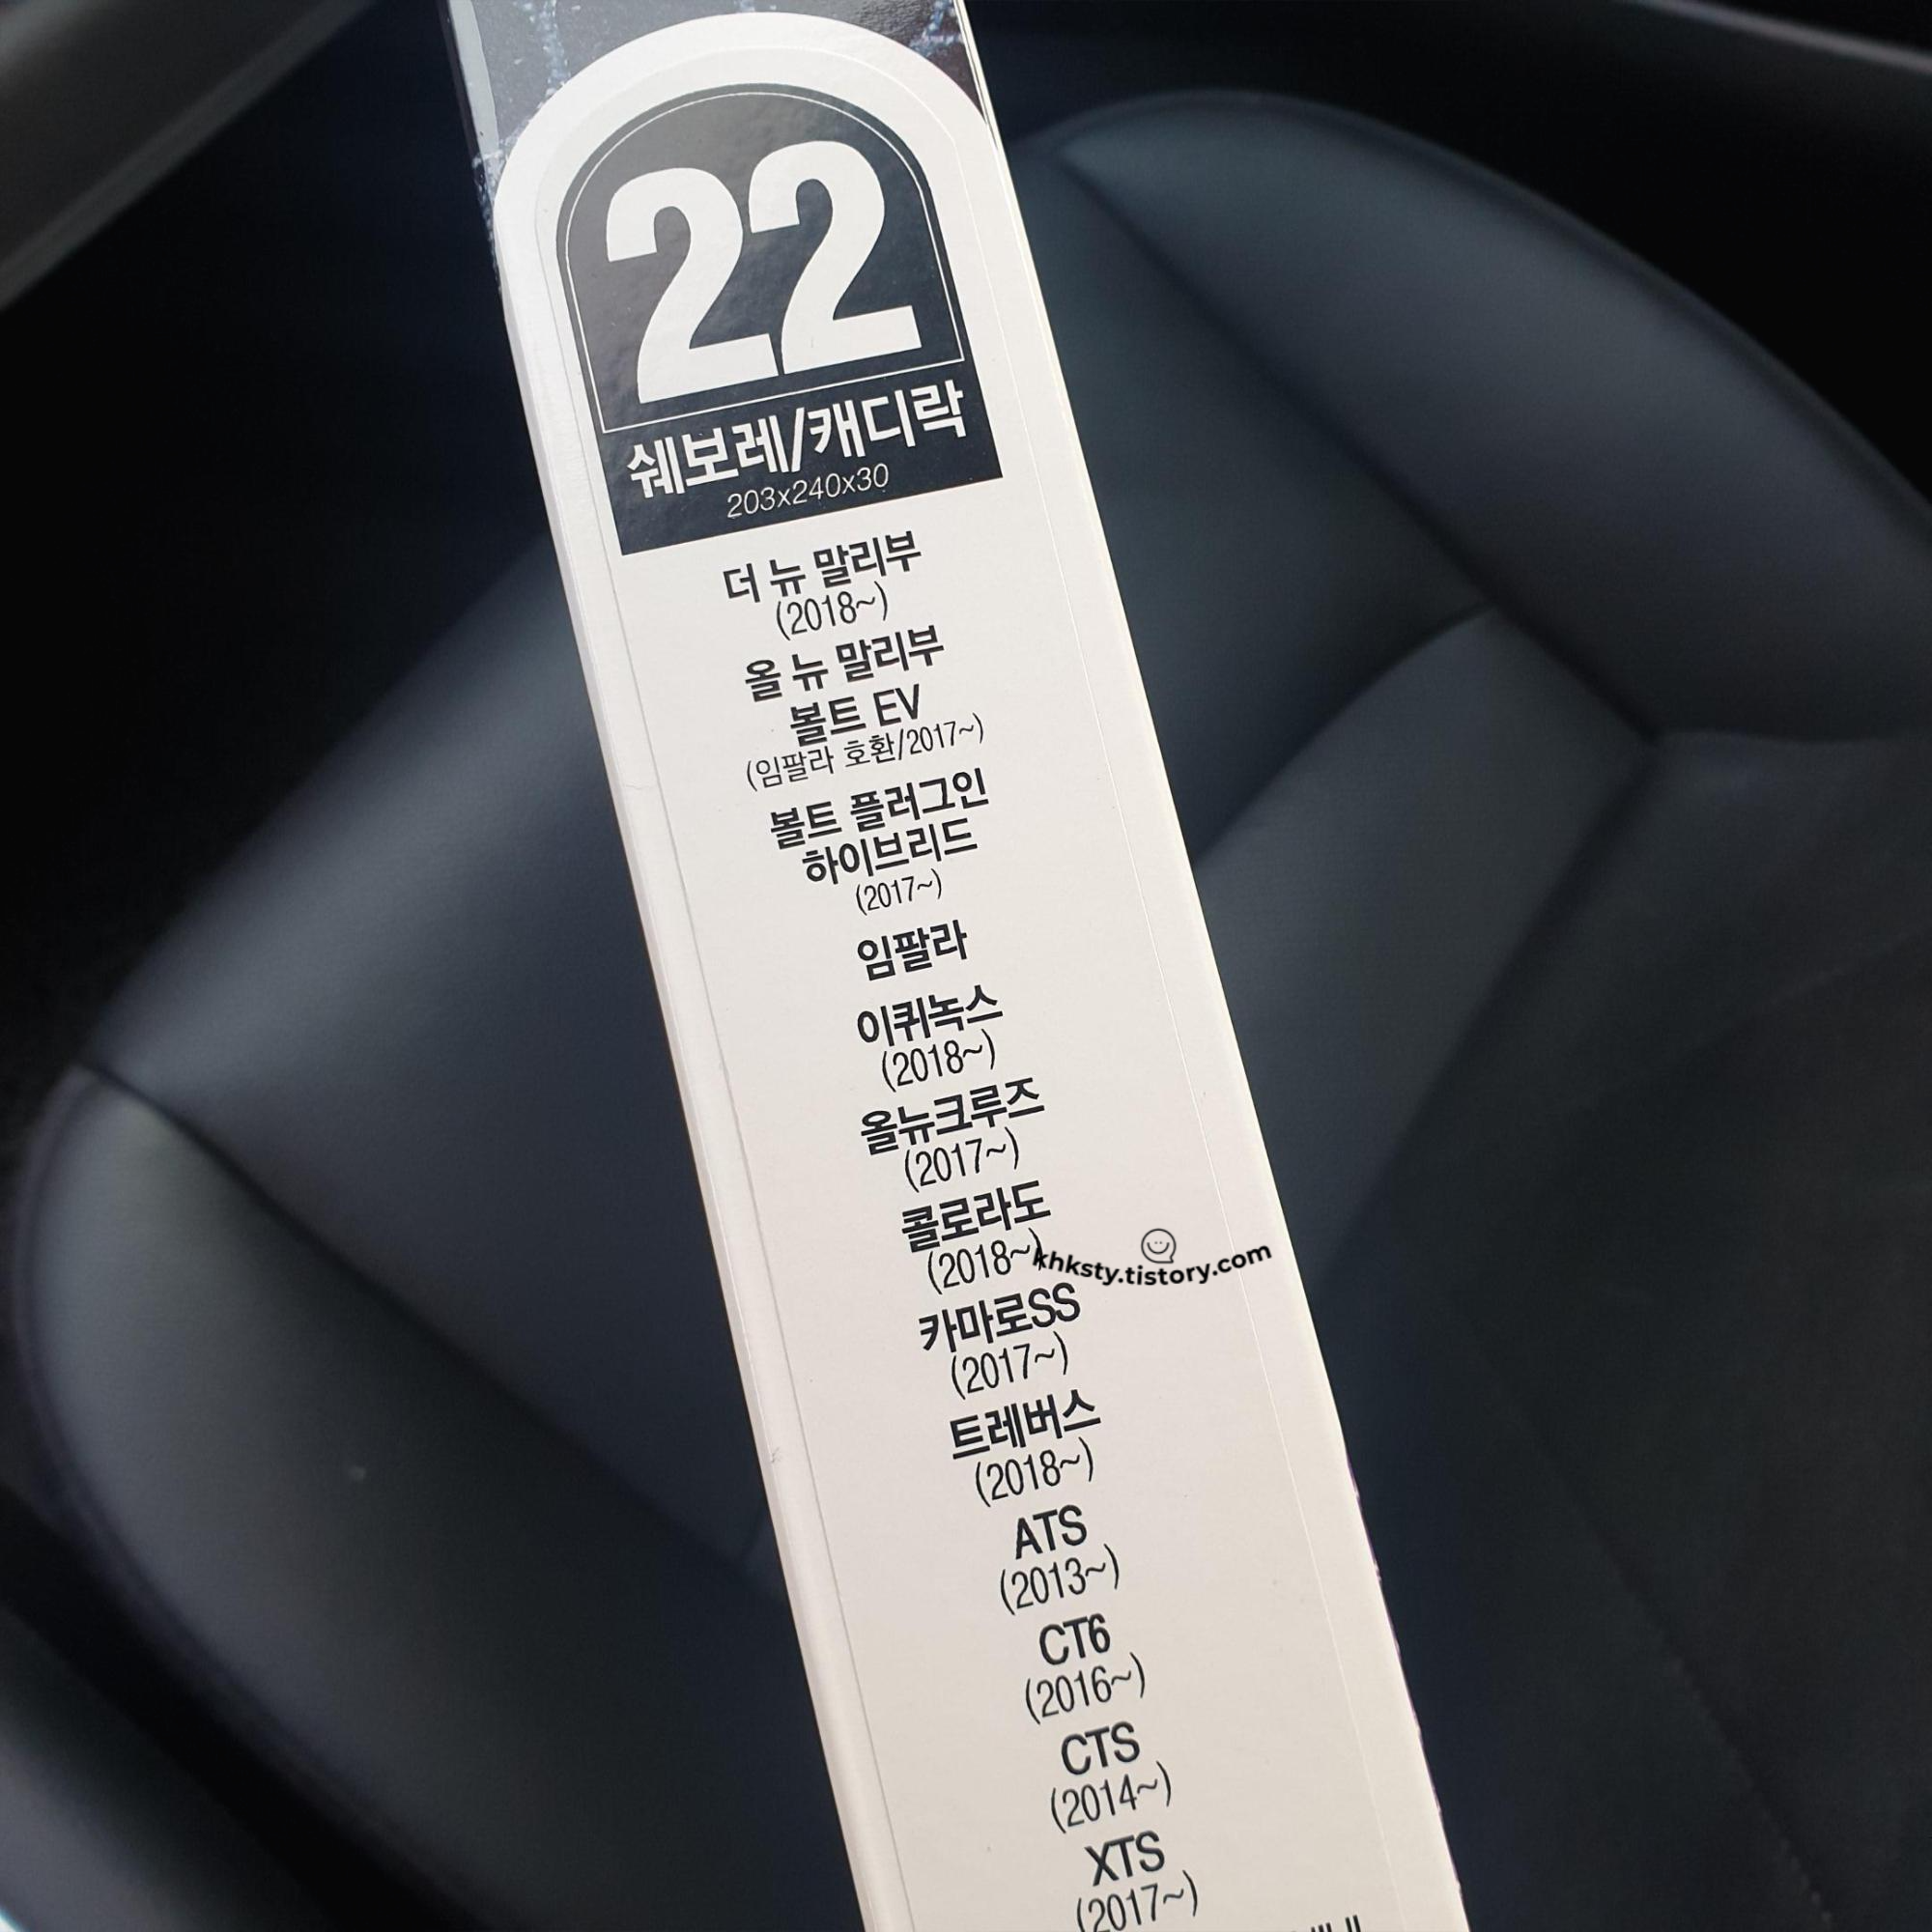 22
쉐보레/캐디락
203x240x30
더 뉴 말리부
(2018~)
올 뉴 말리부
볼트 EV
(임팔라 호환/2017~)
볼트 플러그인
하이브리드
(2017~)
임팔라
이쿼녹스
(2018~)
올뉴크루즈
(2017~)
콜로라도
(2018~)
khksty.tistory.com
카마로SS
(2017~)
트레버스
(2018~)
ATS
(2013~)
CT6
(2016~)
CTS
(2014~)
XTS
(2017~)